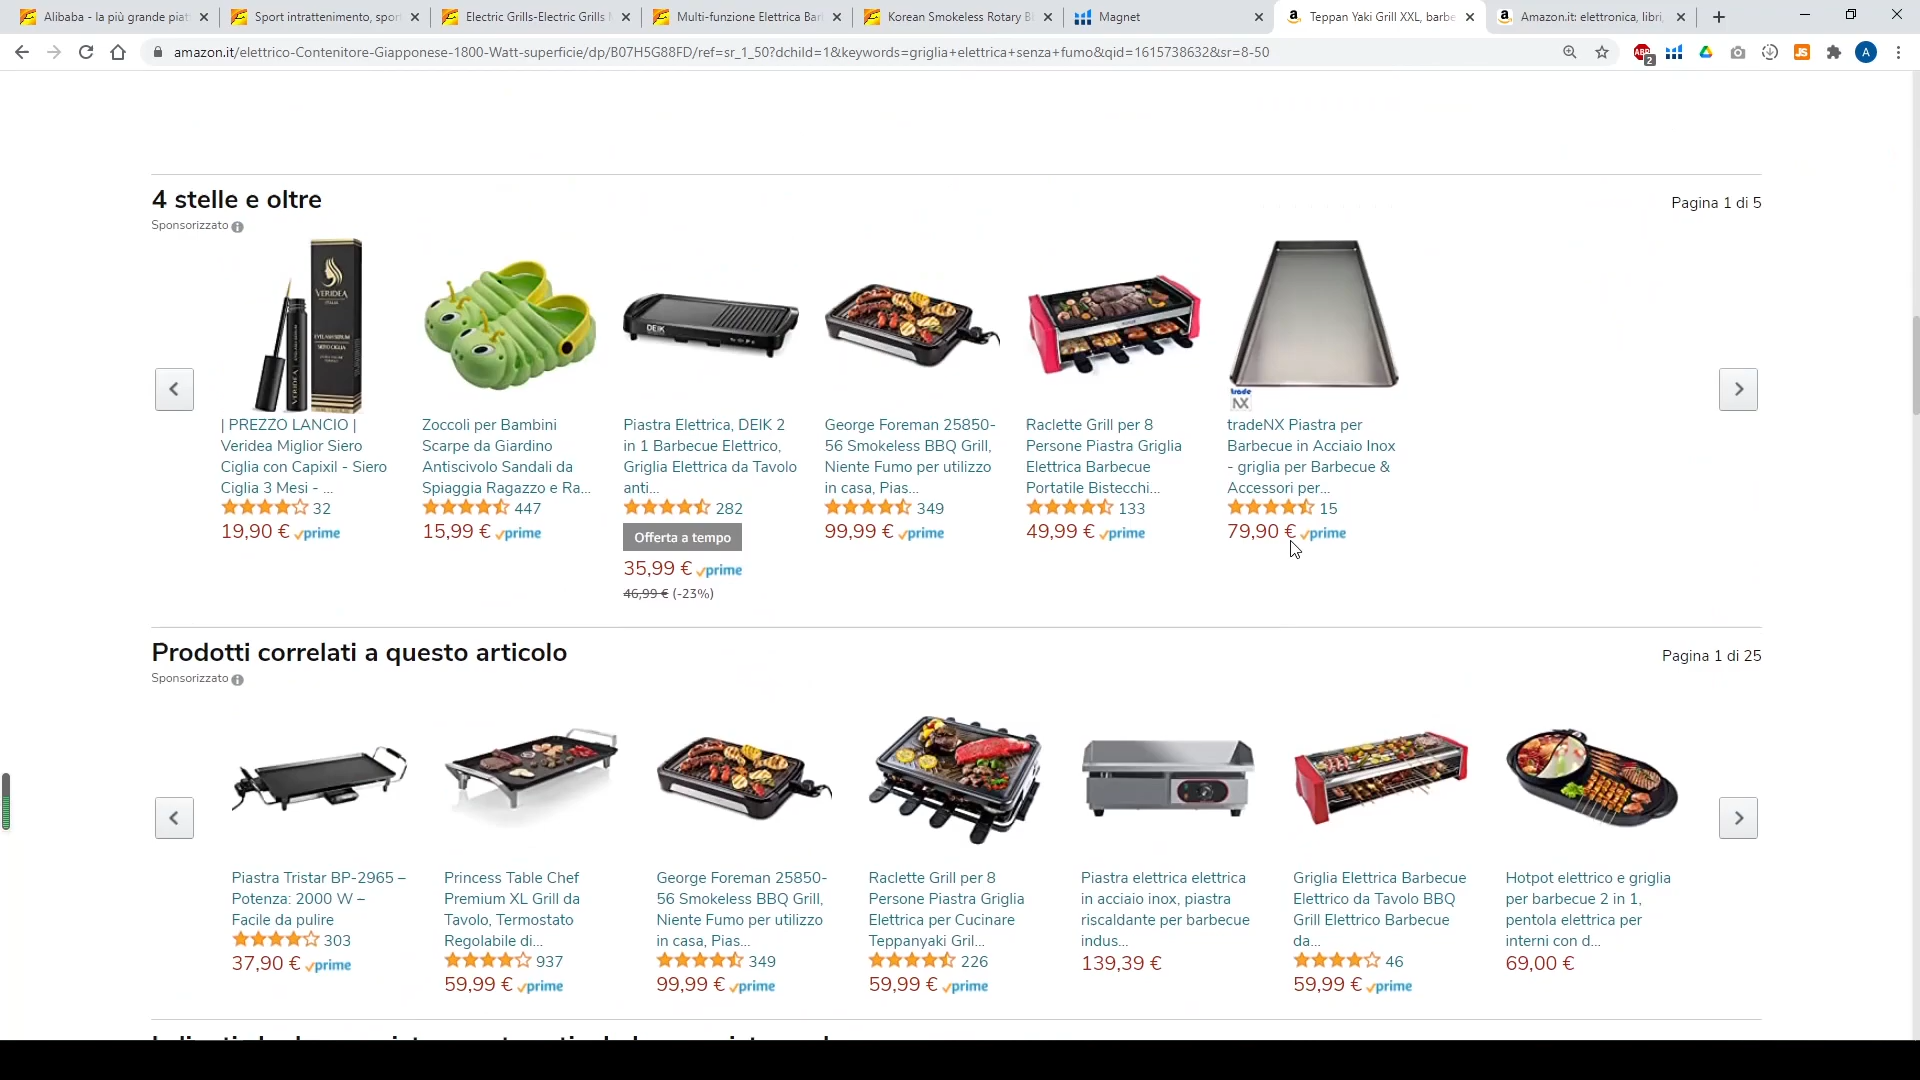 Alibaba - la più grande piat
Sport intrattenimento, sport
Electric Grills-Electric Grills
Multi-funzione Elettrica Bar
Korean Smokeless Rotary B
Magnet
Teppan Yaki Grill XXL, barbe
Amazon.it: elettronica, libri,
amazon.it/elettrico-Contenitore-Giapponese-1800-Watt-superficie/dp/B07H5G88FD/ref=sr_1_50?dchild=1&keywords=griglia+elettrica+senza+fumo&qid=1615738632&sr=8-50
ABP
2
JS
A
4 stelle e oltre
Pagina 1 di 5
Sponsorizzato
VERIDEA
DEIK
trade
NX
| PREZZO LANCIO |
Veridea Miglior Siero
Ciglia con Capixil - Siero
Ciglia 3 Mesi - ...
32
19,90 € prime
Zoccoli per Bambini
Scarpe da Giardino
Antiscivolo Sandali da
Spiaggia Ragazzo e Ra...
447
15,99 € prime
Piastra Elettrica, DEIK 2
in 1 Barbecue Elettrico,
Griglia Elettrica da Tavolo
anti...
282
Offerta a tempo
35,99 € prime
46,99 € (-23%)
George Foreman 25850-
56 Smokeless BBQ Grill,
Niente Fumo per utilizzo
in casa, Pias...
349
99,99 € prime
Raclette Grill per 8
Persone Piastra Griglia
Elettrica Barbecue
Portatile Bistecchi...
133
49,99 € prime
tradeNX Piastra per
Barbecue in Acciaio Inox
- griglia per Barbecue &
Accessori per...
15
79,90 € prime
Prodotti correlati a questo articolo
Pagina 1 di 25
Sponsorizzato
Piastra Tristar BP-2965 –
Potenza: 2000 W –
Facile da pulire
303
37,90 € prime
Princess Table Chef
Premium XL Grill da
Tavolo, Termostato
Regolabile di...
937
59,99 € prime
George Foreman 25850-
56 Smokeless BBQ Grill,
Niente Fumo per utilizzo
in casa, Pias...
349
99,99 € prime
Raclette Grill per 8
Persone Piastra Griglia
Elettrica per Cucinare
Teppanyaki Gril...
226
59,99 € prime
Piastra elettrica elettrica
in acciaio inox, piastra
riscaldante per barbecue
indus...
139,39 €
Griglia Elettrica Barbecue
Elettrico da Tavolo BBQ
Grill Elettrico Barbecue
da...
46
59,99 € prime
Hotpot elettrico e griglia
per barbecue 2 in 1,
pentola elettrica per
interni con d...
69,00 €